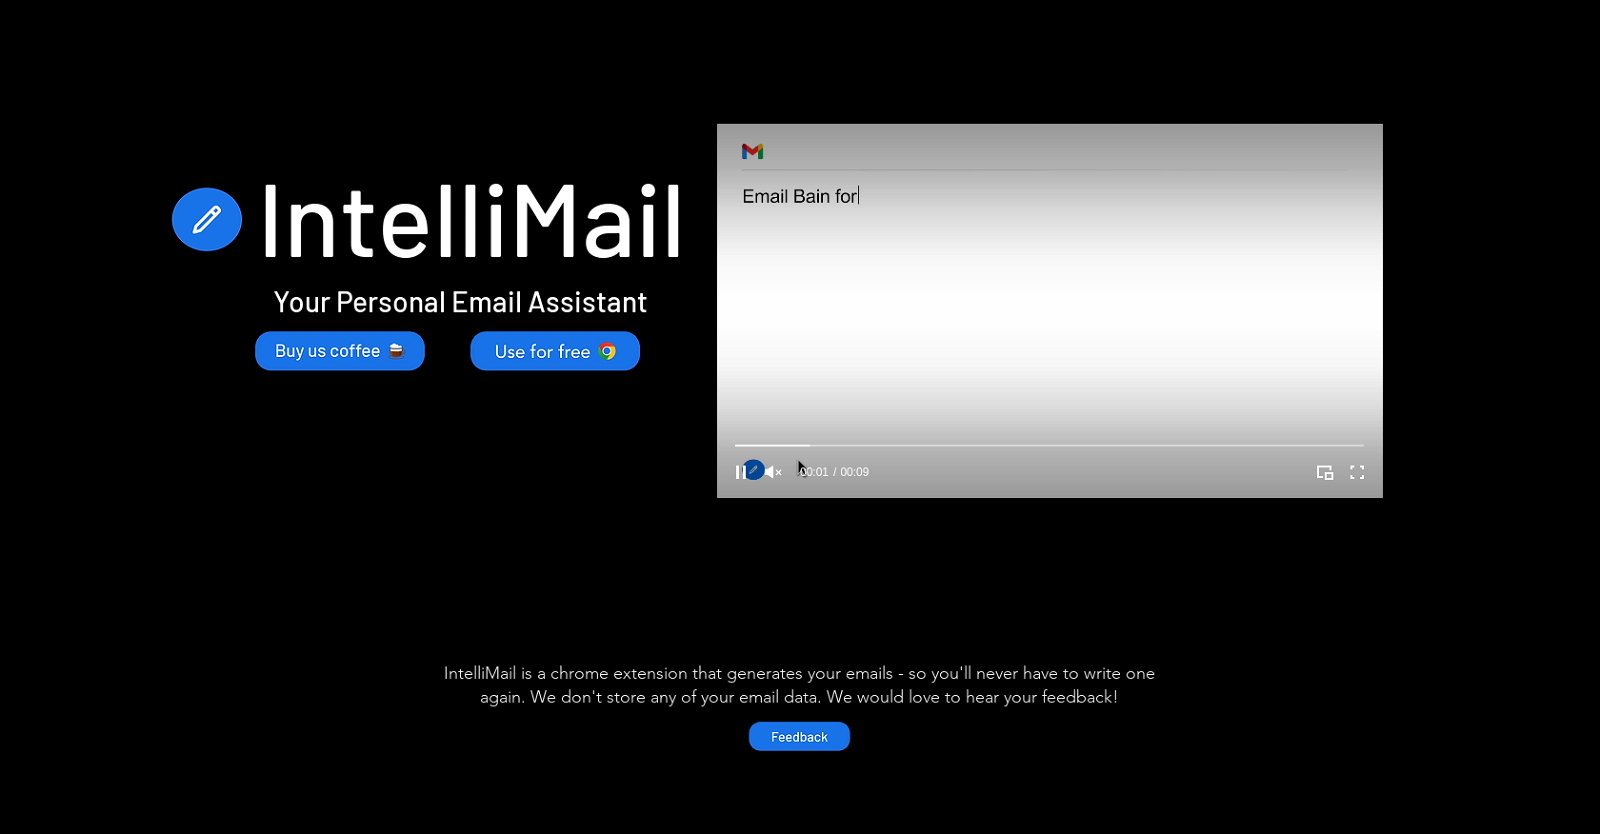 IntelliMail
Your Personal Email Assistant
Buy us coffee
Use for free
Email Bain for
00:01 / 00:09
IntelliMail is a chrome extension that generates your emails - so you'll never have to write one
again. We don't store any of your email data. We would love to hear your feedback!
Feedback